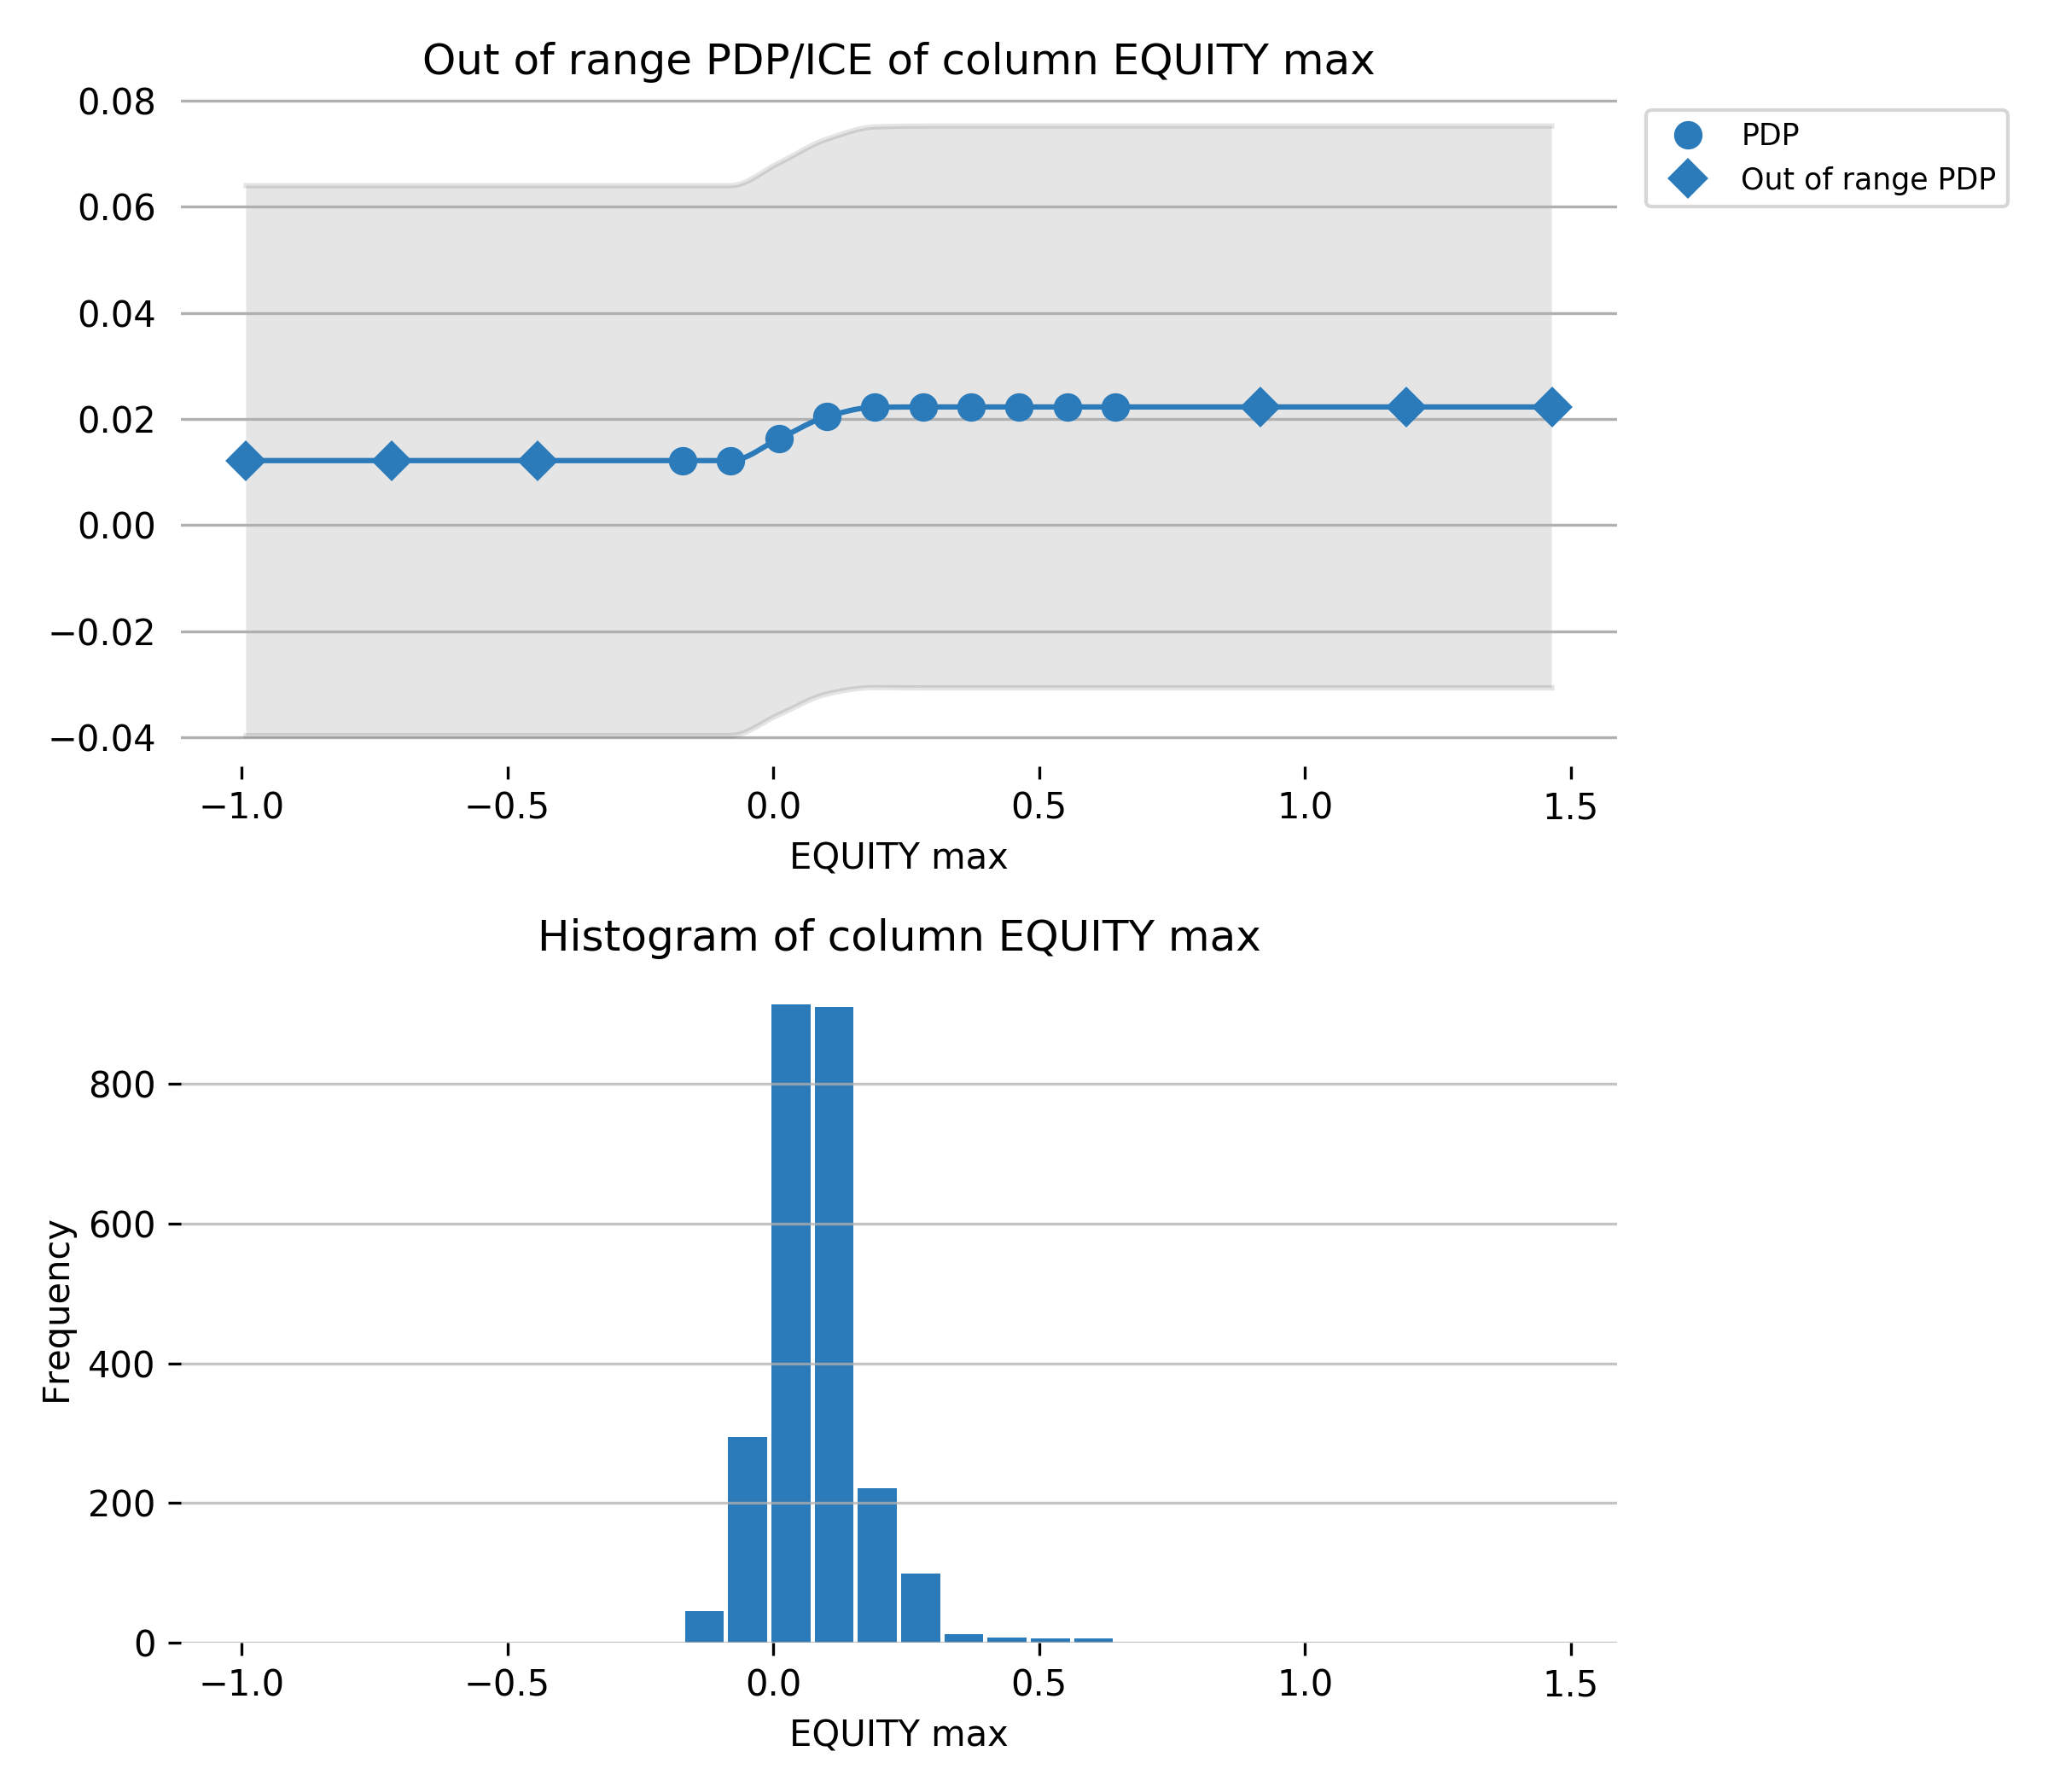 Out of range PDP/ICE of column EQUITY max
0.08
0.06
0.04
0.02
0.00
−0.02
−0.04
PDP
Out of range PDP
−1.0 −0.5 0.0 0.5 1.0 1.5
EQUITY max
Histogram of column EQUITY max
Frequency
800
600
400
200
0
−1.0 −0.5 0.0 0.5 1.0 1.5
EQUITY max